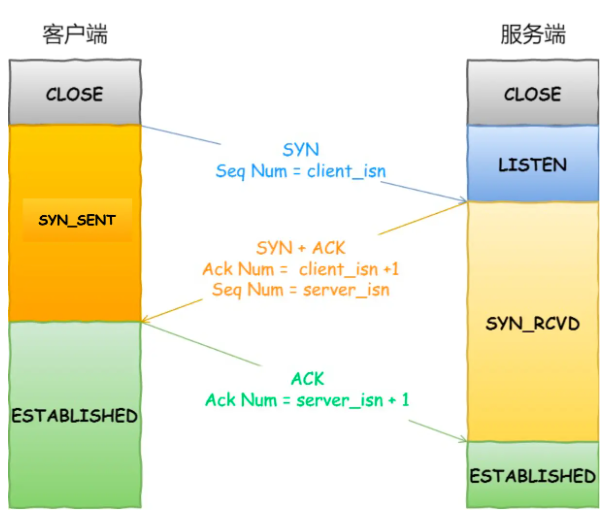 客户端
服务端
CLOSE
CLOSE
SYN
Seq Num = client_isn
LISTEN
SYN_SENT
SYN + ACK
Ack Num = client_isn +1
Seq Num = server_isn
SYN_RCVD
ACK
Ack Num = server_isn + 1
ESTABLISHED
ESTABLISHED